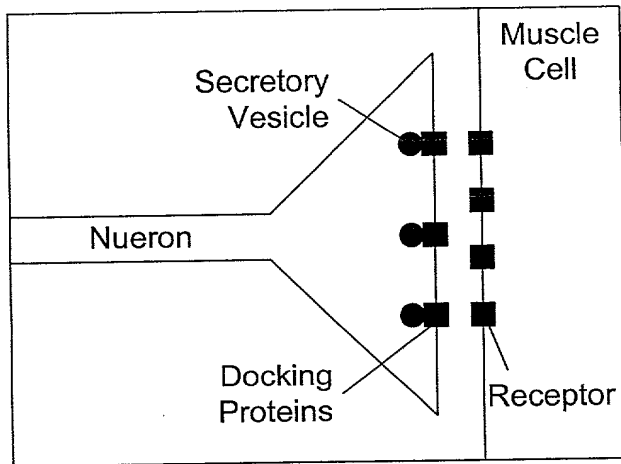 Muscle
Cell
Secretory
Vesicle
Nueron
Docking
Proteins
Receptor